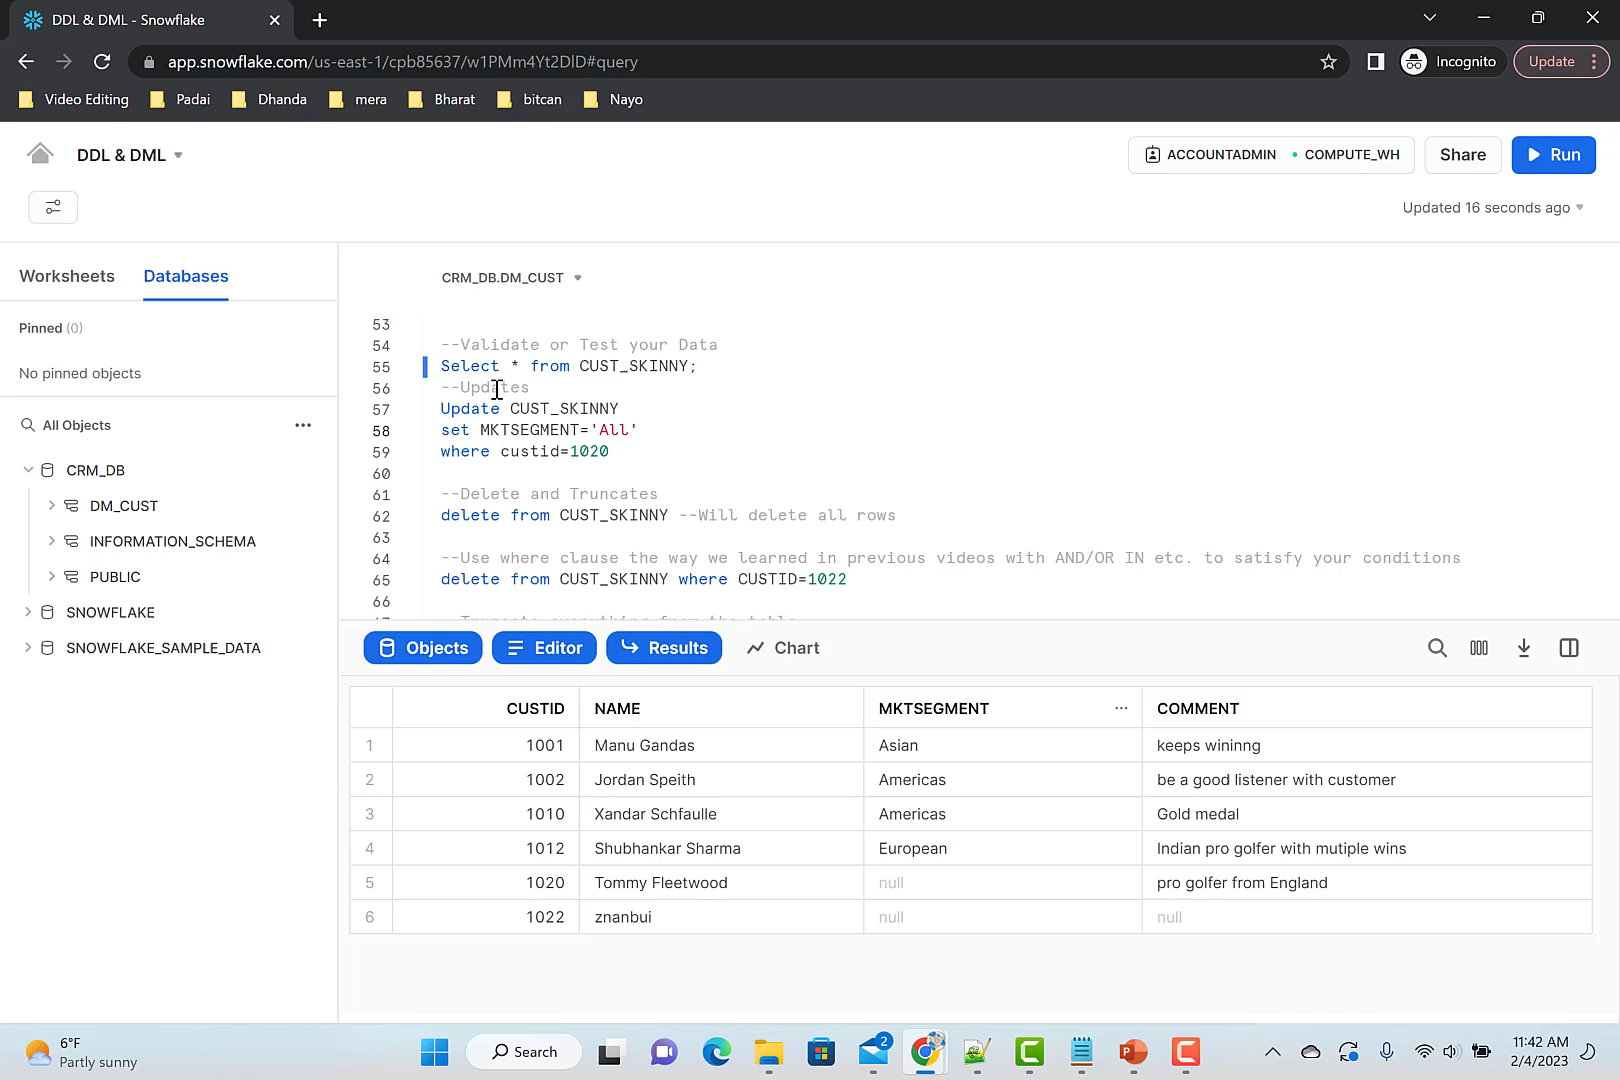 DDL & DML - Snowflake
app.snowflake.com/us-east-1/cpb85637/w1PMm4Yt2DlD#query
Incognito
Update
Video Editing
Padai
Dhanda
mera
Bharat
bitcan
Nayo
DDL & DML
ACCOUNTADMIN
COMPUTE_WH
Share
Run
Updated 16 seconds ago
Worksheets
Databases
Pinned (0)
No pinned objects
All Objects
CRM_DB
DM_CUST
INFORMATION_SCHEMA
PUBLIC
SNOWFLAKE
SNOWFLAKE_SAMPLE_DATA
CRM_DB.DM_CUST
53
54 --Validate or Test your Data
55 Select * from CUST_SKINNY;
56 --Updates
57 Update CUST_SKINNY
58 set MKTSEGMENT='All'
59 where custid=1020
60
61 --Delete and Truncates
62 delete from CUST_SKINNY --Will delete all rows
63
64 --Use where clause the way we learned in previous videos with AND/OR IN etc. to satisfy your conditions
65 delete from CUST_SKINNY where CUSTID=1022
66
Objects
Editor
Results
Chart
CUSTID NAME MKTSEGMENT COMMENT
1 1001 Manu Gandas Asian keeps wininng
2 1002 Jordan Speith Americas be a good listener with customer
3 1010 Xandar Schfaulle Americas Gold medal
4 1012 Shubhankar Sharma European Indian pro golfer with mutiple wins
5 1020 Tommy Fleetwood null pro golfer from England
6 1022 znanbui null null
6°F
Partly sunny
Search
2
11:42 AM
2/4/2023